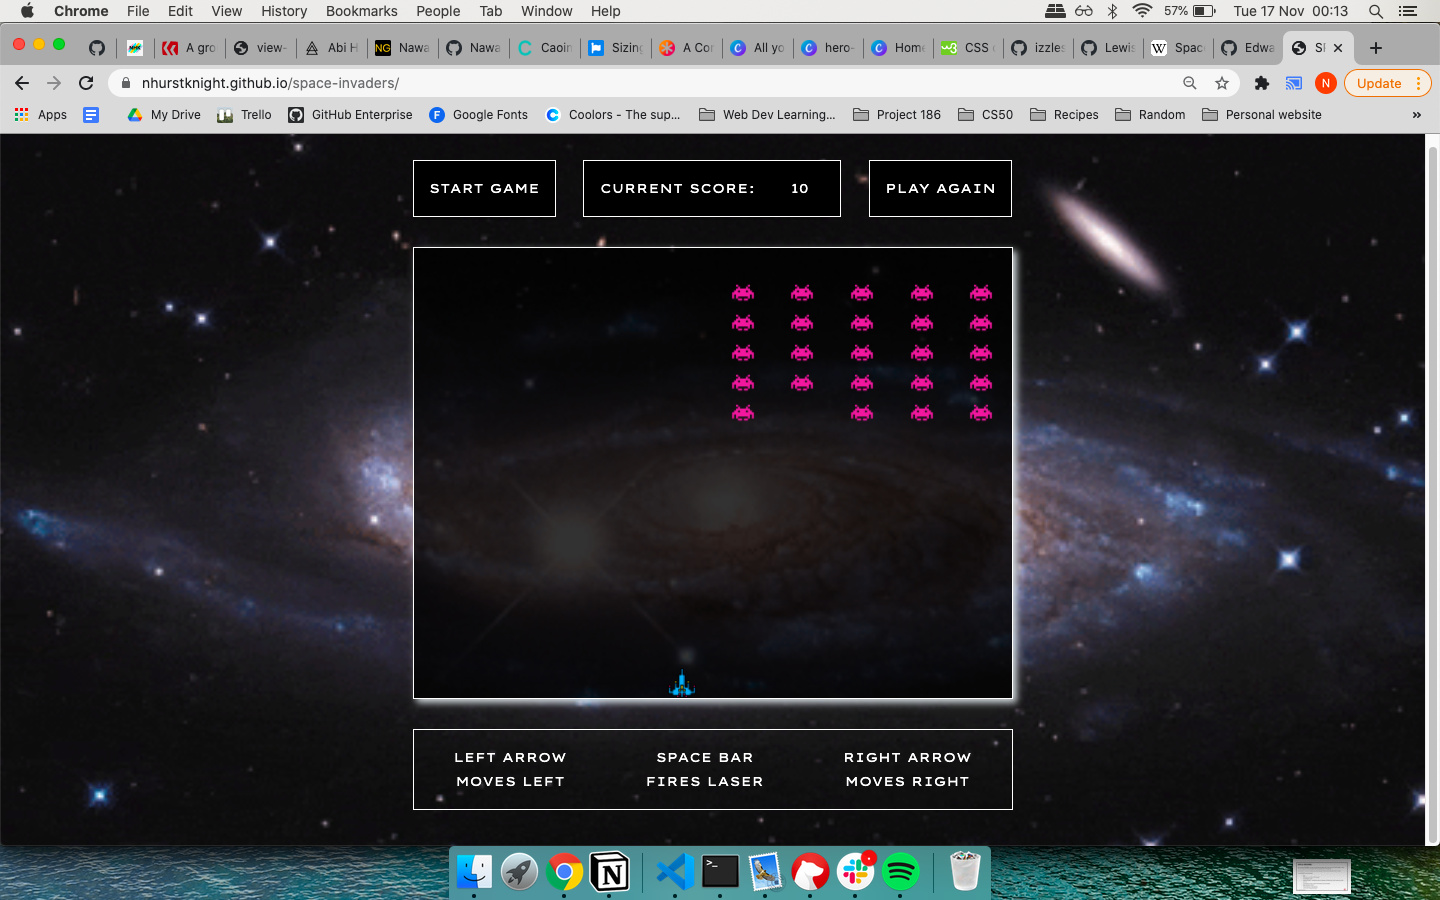 Chrome File Edit View History Bookmarks People Tab Window Help 57% Tue 17 Nov 00:13
A gro view- Abi H NG Nawa Nawa Caoin Sizing A Cor All yo hero- Home CSS izzles Lewis W Spac Edwa
nhurstknight.github.io/space-invaders/ N Update
Apps My Drive Trello GitHub Enterprise F Google Fonts C Coolors - The sup... Web Dev Learning... Project 186 CS50 Recipes Random Personal website »
START GAME CURRENT SCORE: 10 PLAY AGAIN
LEFT ARROW SPACE BAR RIGHT ARROW
MOVES LEFT FIRES LASER MOVES RIGHT